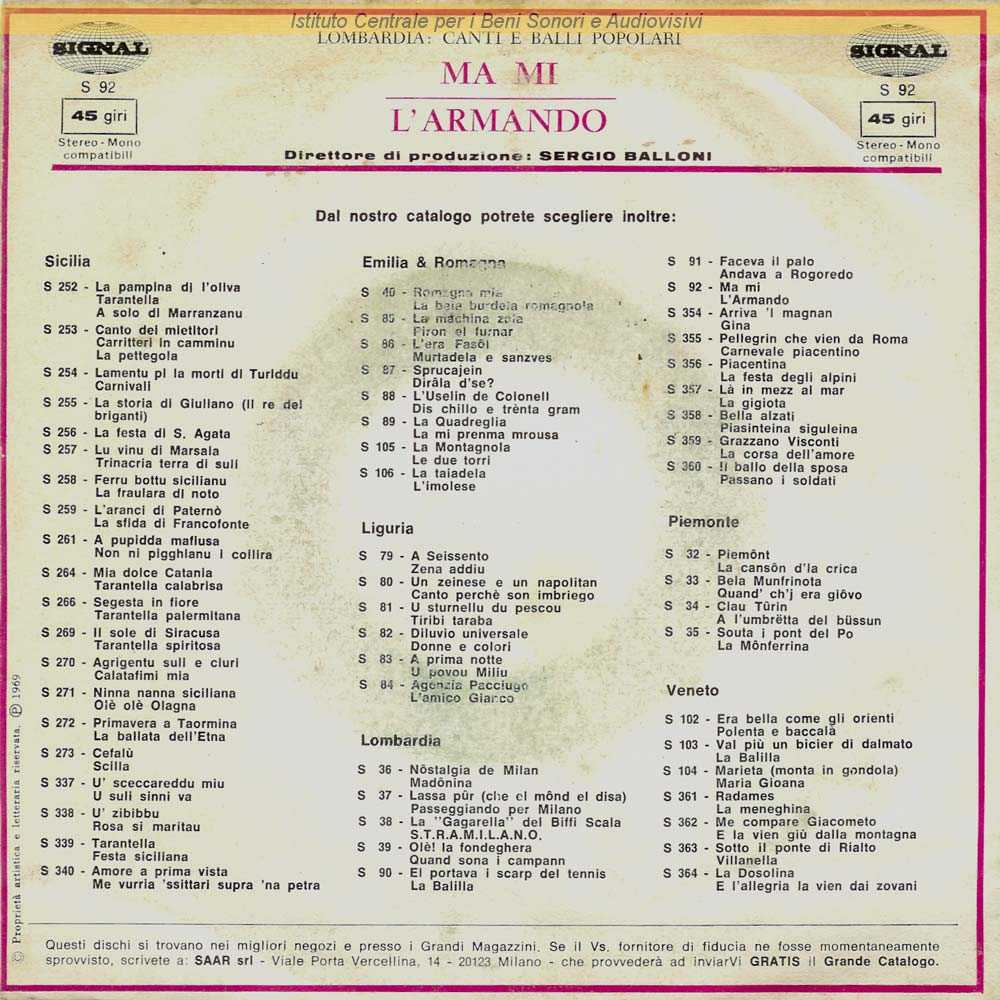 Istituto Centrale per i Beni Sonori e Audiovisivi
LOMBARDIA: CANTI E BALLI POPOLARI
SIGNAL
S 92
45 giri
Stereo - Mono
compatibili
MA MI
L'ARMANDO
Direttore di produzione: SERGIO BALLONI
SIGNAL
S 92
45 giri
Stereo - Mono
compatibili
Dal nostro catalogo potrete scegliere inoltre:
Sicilia
S 252 - La pampina di l'oliva
Tarantella
A solo di Marranzanu
S 253 - Canto dei mietitori
Carritteri in camminu
La pettegola
S 254 - Lamentu pi la morti di Turiddu
Carnivali
S 255 - La storia di Giuliano (il re dei
briganti)
S 256 - La festa di S. Agata
S 257 - Lu vinu di Marsala
Trinacria terra di suli
S 258 - Ferru bottu sicilianu
La fraulara di noto
S 259 - L'aranci di Paternò
La sfida di Francofonte
S 261 - A pupidda mafiusa
Non ni pigghianu i collira
S 264 - Mia dolce Catania
Tarantella calabrisa
S 266 - Segesta in fiore
Tarantella palermitana
S 269 - Il sole di Siracusa
Tarantella spiritosa
S 270 - Agrigentu suli e ciuri
Calatafimi mia
S 271 - Ninna nanna siciliana
Olè olè Olagna
S 272 - Primavera a Taormina
La ballata dell'Etna
S 273 - Cefalù
Scilla
S 337 - U' sceccareddu miu
U suli sinni va
S 338 - U' zibibbu
Rosa si maritau
S 339 - Tarantella
Festa siciliana
S 340 - Amore a prima vista
Me vurria 'ssittari supra 'na petra
Emilia & Romagna
S 40 - Romagna mia
La bela burdela romagnola
S 85 - La machina zala
Piron el furnar
S 86 - L'era Fasôl
Murtadela e sanzves
S 87 - Sprucajein
Dirâla d'se?
S 88 - L'Uselin de Colonell
Dis chillo e trènta gram
S 89 - La Quadreglia
La mi prenma mrousa
S 105 - La Montagnola
Le due torri
S 106 - La taiadela
L'imolese
Liguria
S 79 - A Seissento
Zena addiu
S 80 - Un zeinese e un napolitan
Canto perchè son imbriego
S 81 - U sturnellu du pescou
Tiribi taraba
S 82 - Diluvio universale
Donne e colori
S 83 - A prima notte
U povou Miliu
S 84 - Agenzia Pacciugo
L'amico Gianco
Lombardia
S 36 - Nôstalgia de Milan
Madônina
S 37 - Lassa pûr (che el mônd el disa)
Passeggiando per Milano
S 38 - La "Gagarella" del Biffi Scala
S.T.R.A.M.I.L.A.N.O.
S 39 - Olè! la fondeghera
Quand sona i campann
S 90 - El portava i scarp del tennis
La Balilla
S 91 - Faceva il palo
Andava a Rogoredo
S 92 - Ma mi
L'Armando
S 354 - Arriva 'l magnan
Gina
S 355 - Pellegrin che vien da Roma
Carnevale piacentino
S 356 - Piacentina
La festa degli alpini
S 357 - Là in mezz al mar
La gigiota
S 358 - Bella alzati
Piasinteina siguleina
S 359 - Grazzano Visconti
La corsa dell'amore
S 360 - Il ballo della sposa
Passano i soldati
Piemonte
S 32 - Piemônt
La cansôn d'la crica
S 33 - Bela Munfrinota
Quand' ch'j era giôvo
S 34 - Ciau Tûrin
A l'umbrëtta del büssun
S 35 - Souta i pont del Po
La Mônferrina
Veneto
S 102 - Era bella come gli orienti
Polenta e baccalà
S 103 - Val più un bicier di dalmato
La Balilla
S 104 - Marieta (monta in gondola)
Maria Gioana
S 361 - Radames
La meneghina
S 362 - Me compare Giacometo
E la vien giù dalla montagna
S 363 - Sotto il ponte di Rialto
Villanella
S 364 - La Dosolina
E l'allegria la vien dai zovani
© Proprietà artistica e letteraria riservata. Ⓟ 1969
Questi dischi si trovano nei migliori negozi e presso i Grandi Magazzini. Se il Vs. fornitore di fiducia ne fosse momentaneamente
sprovvisto, scrivete a: SAAR srl - Viale Porta Vercellina, 14 - 20123 Milano - che provvederà ad inviarVi GRATIS il Grande Catalogo.